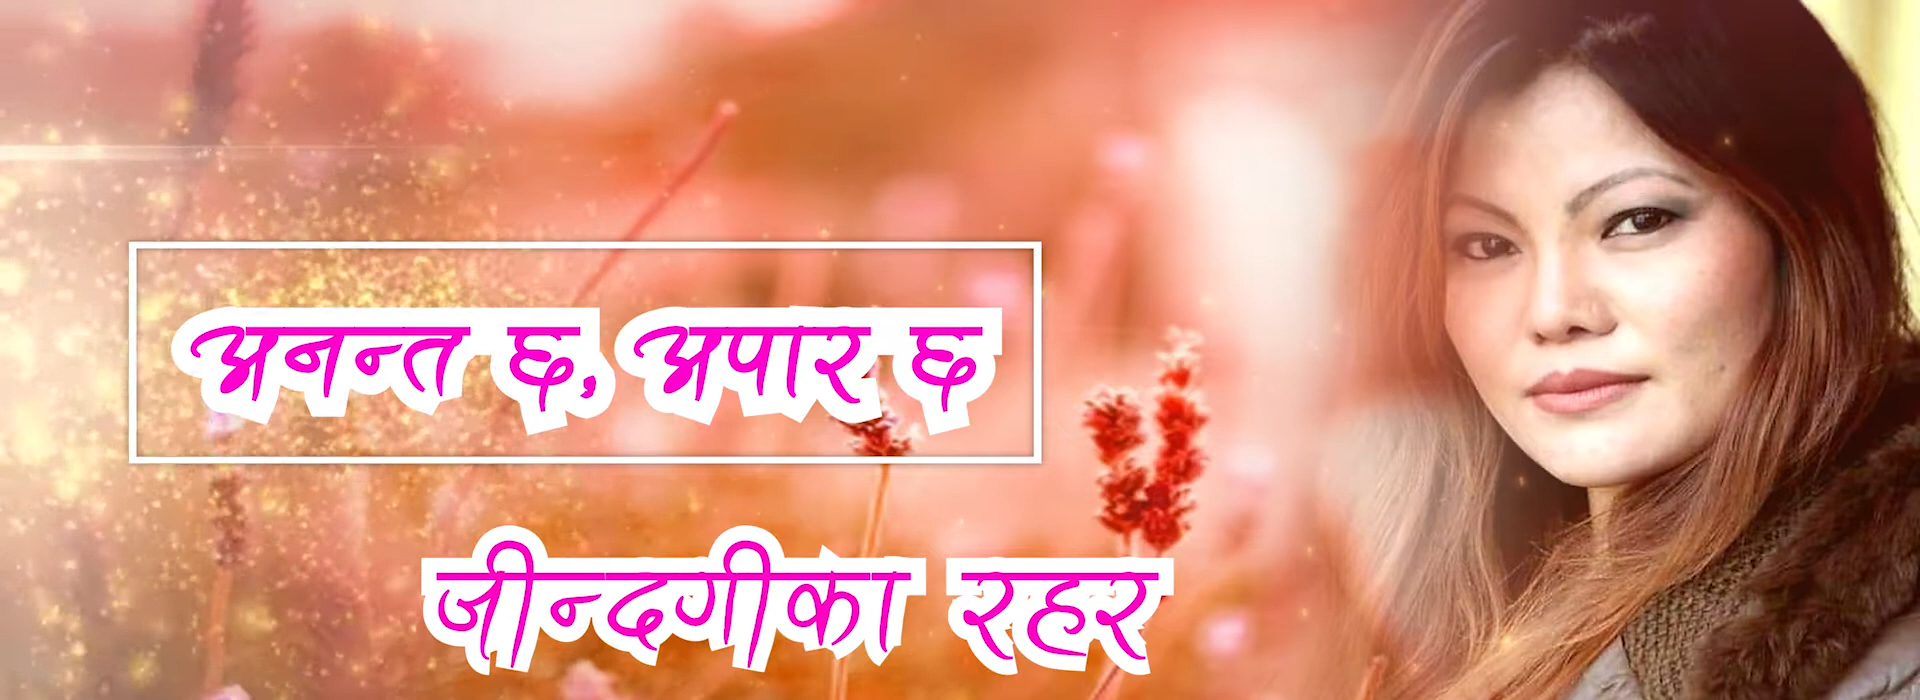 अनन्त छ, अपार छ
जीन्दगीका रहर